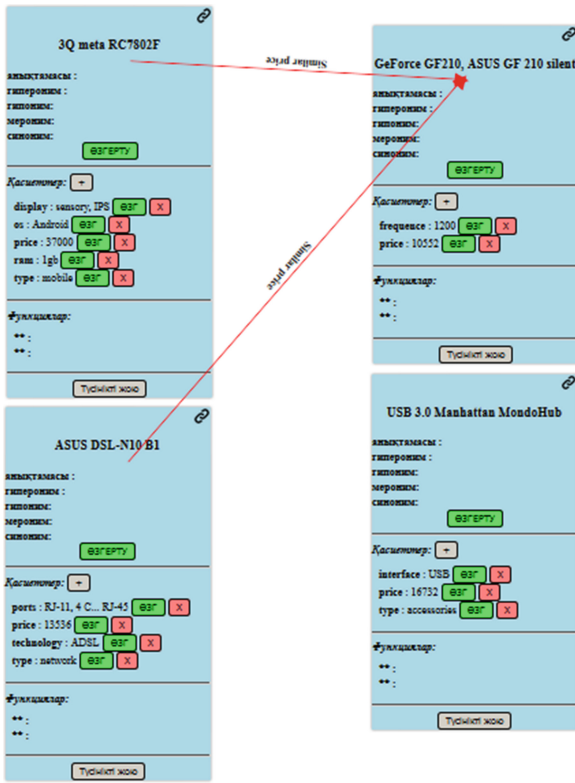 3Q meta RC7802F
анықтамасы :
гипероним :
гипоним:
мероним:
синоним:
ӨЗГЕРТУ
Қасиеттер: +
display : sensory, IPS өзг X
os : Android өзг X
price : 37000 өзг X
ram : 1gb өзг X
type : mobile өзг X
Функциялар:
** :
** :
Түсінікті жою
Similar price
GeForce GF210, ASUS GF 210 silent
анықтамасы :
гипероним :
гипоним:
мероним:
синоним:
ӨЗГЕРТУ
Қасиеттер: +
frequence : 1200 өзг X
price : 10552 өзг X
Функциялар:
** :
** :
Түсінікті жою
Similar price
ASUS DSL-N10 B1
анықтамасы :
гипероним :
гипоним:
мероним:
синоним:
ӨЗГЕРТУ
Қасиеттер: +
ports : RJ-11, 4 C... RJ-45 өзг X
price : 13536 өзг X
technology : ADSL өзг X
type : network өзг X
Функциялар:
** :
** :
Түсінікті жою
USB 3.0 Manhattan MondoHub
анықтамасы :
гипероним :
гипоним:
мероним:
синоним:
ӨЗГЕРТУ
Қасиеттер: +
interface : USB өзг X
price : 16732 өзг X
type : accessories өзг X
Функциялар:
** :
** :
Түсінікті жою